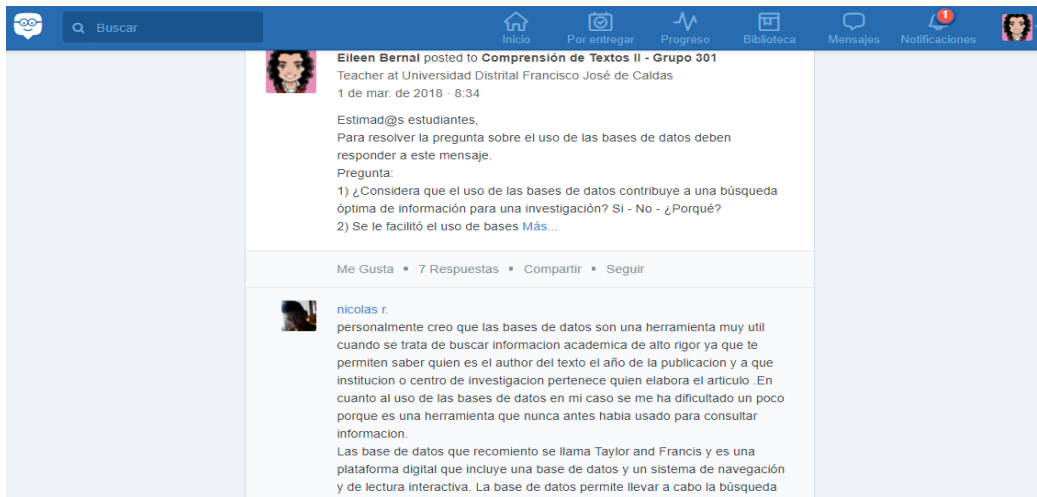 Buscar
Inicio
Por entregar
Progreso
Biblioteca
Mensajes
1
Notificaciones
Eileen Bernal posted to Comprensión de Textos II - Grupo 301
Teacher at Universidad Distrital Francisco José de Caldas
1 de mar. de 2018 · 8:34
Estimad@s estudiantes,
Para resolver la pregunta sobre el uso de las bases de datos deben
responder a este mensaje.
Pregunta:
1) ¿Considera que el uso de las bases de datos contribuye a una búsqueda
óptima de información para una investigación? Si - No - ¿Porqué?
2) Se le facilitó el uso de bases Más...
Me Gusta • 7 Respuestas • Compartir • Seguir
nicolas r.
personalmente creo que las bases de datos son una herramienta muy util
cuando se trata de buscar informacion academica de alto rigor ya que te
permiten saber quien es el author del texto el año de la publicacion y a que
institucion o centro de investigacion pertenece quien elabora el articulo .En
cuanto al uso de las bases de datos en mi caso se me ha dificultado un poco
porque es una herramienta que nunca antes habia usado para consultar
informacion.
Las base de datos que recomiento se llama Taylor and Francis y es una
plataforma digital que incluye una base de datos y un sistema de navegación
y de lectura interactiva. La base de datos permite llevar a cabo la búsqueda